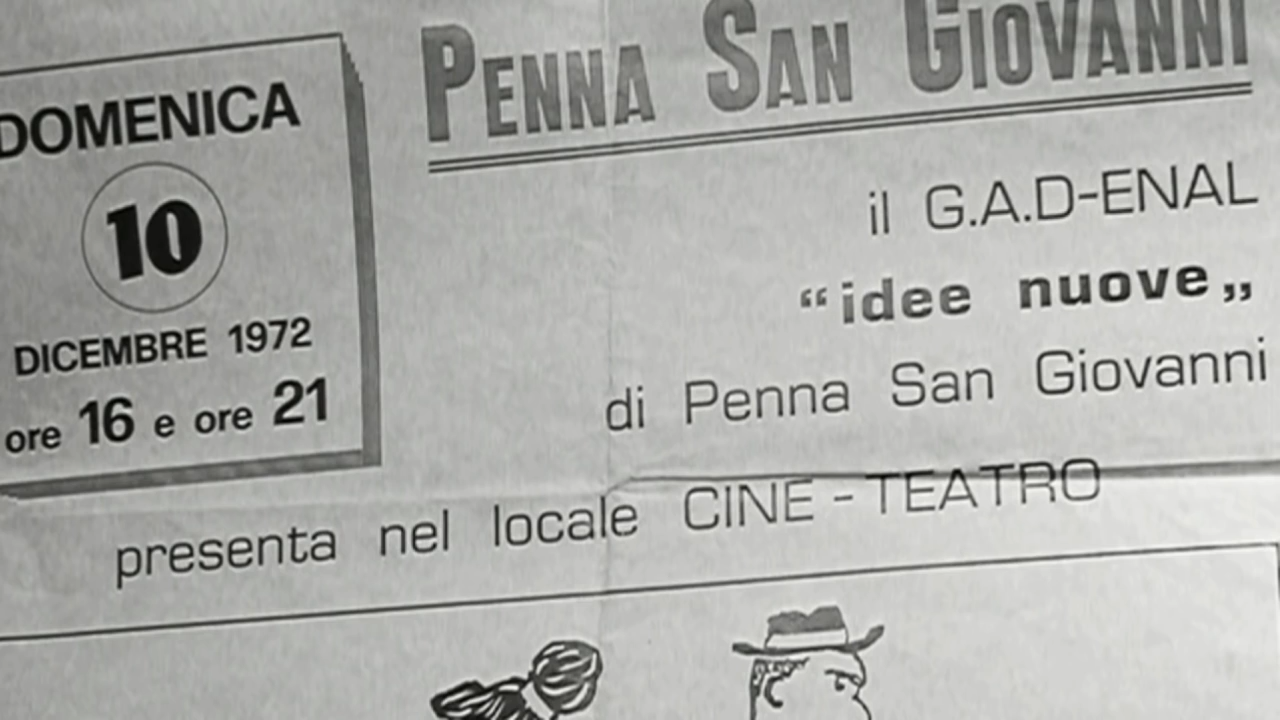 DOMENICA
10
DICEMBRE 1972
ore 16 e ore 21
PENNA SAN GIOVANNI
il G.A.D-ENAL
“idee nuove„
di Penna San Giovanni
presenta nel locale CINE - TEATRO